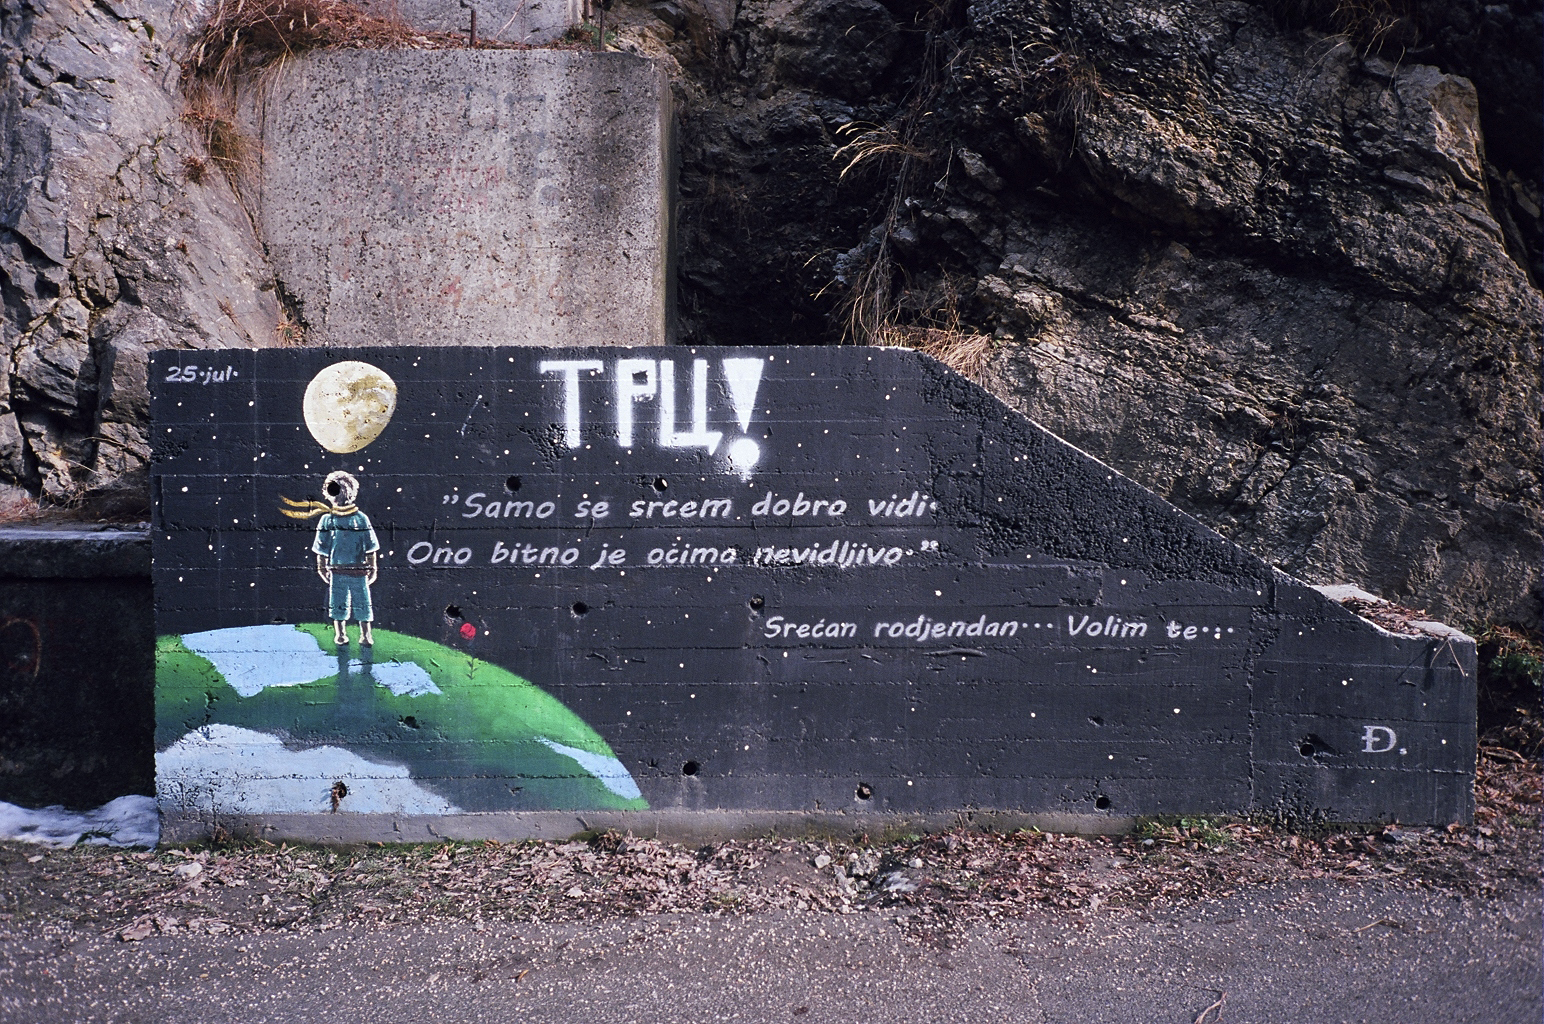 25·jul·
ТРЦ!
"Samo se srcem dobro vidi·
Ono bitno je očima nevidljivo·"
Srećan rodjendan··· Volim te···
Đ.